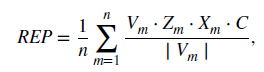 REP = \frac{1}{n} \sum_{m=1}^{n} \frac{V_m \cdot Z_m \cdot X_m \cdot C}{| V_m |},